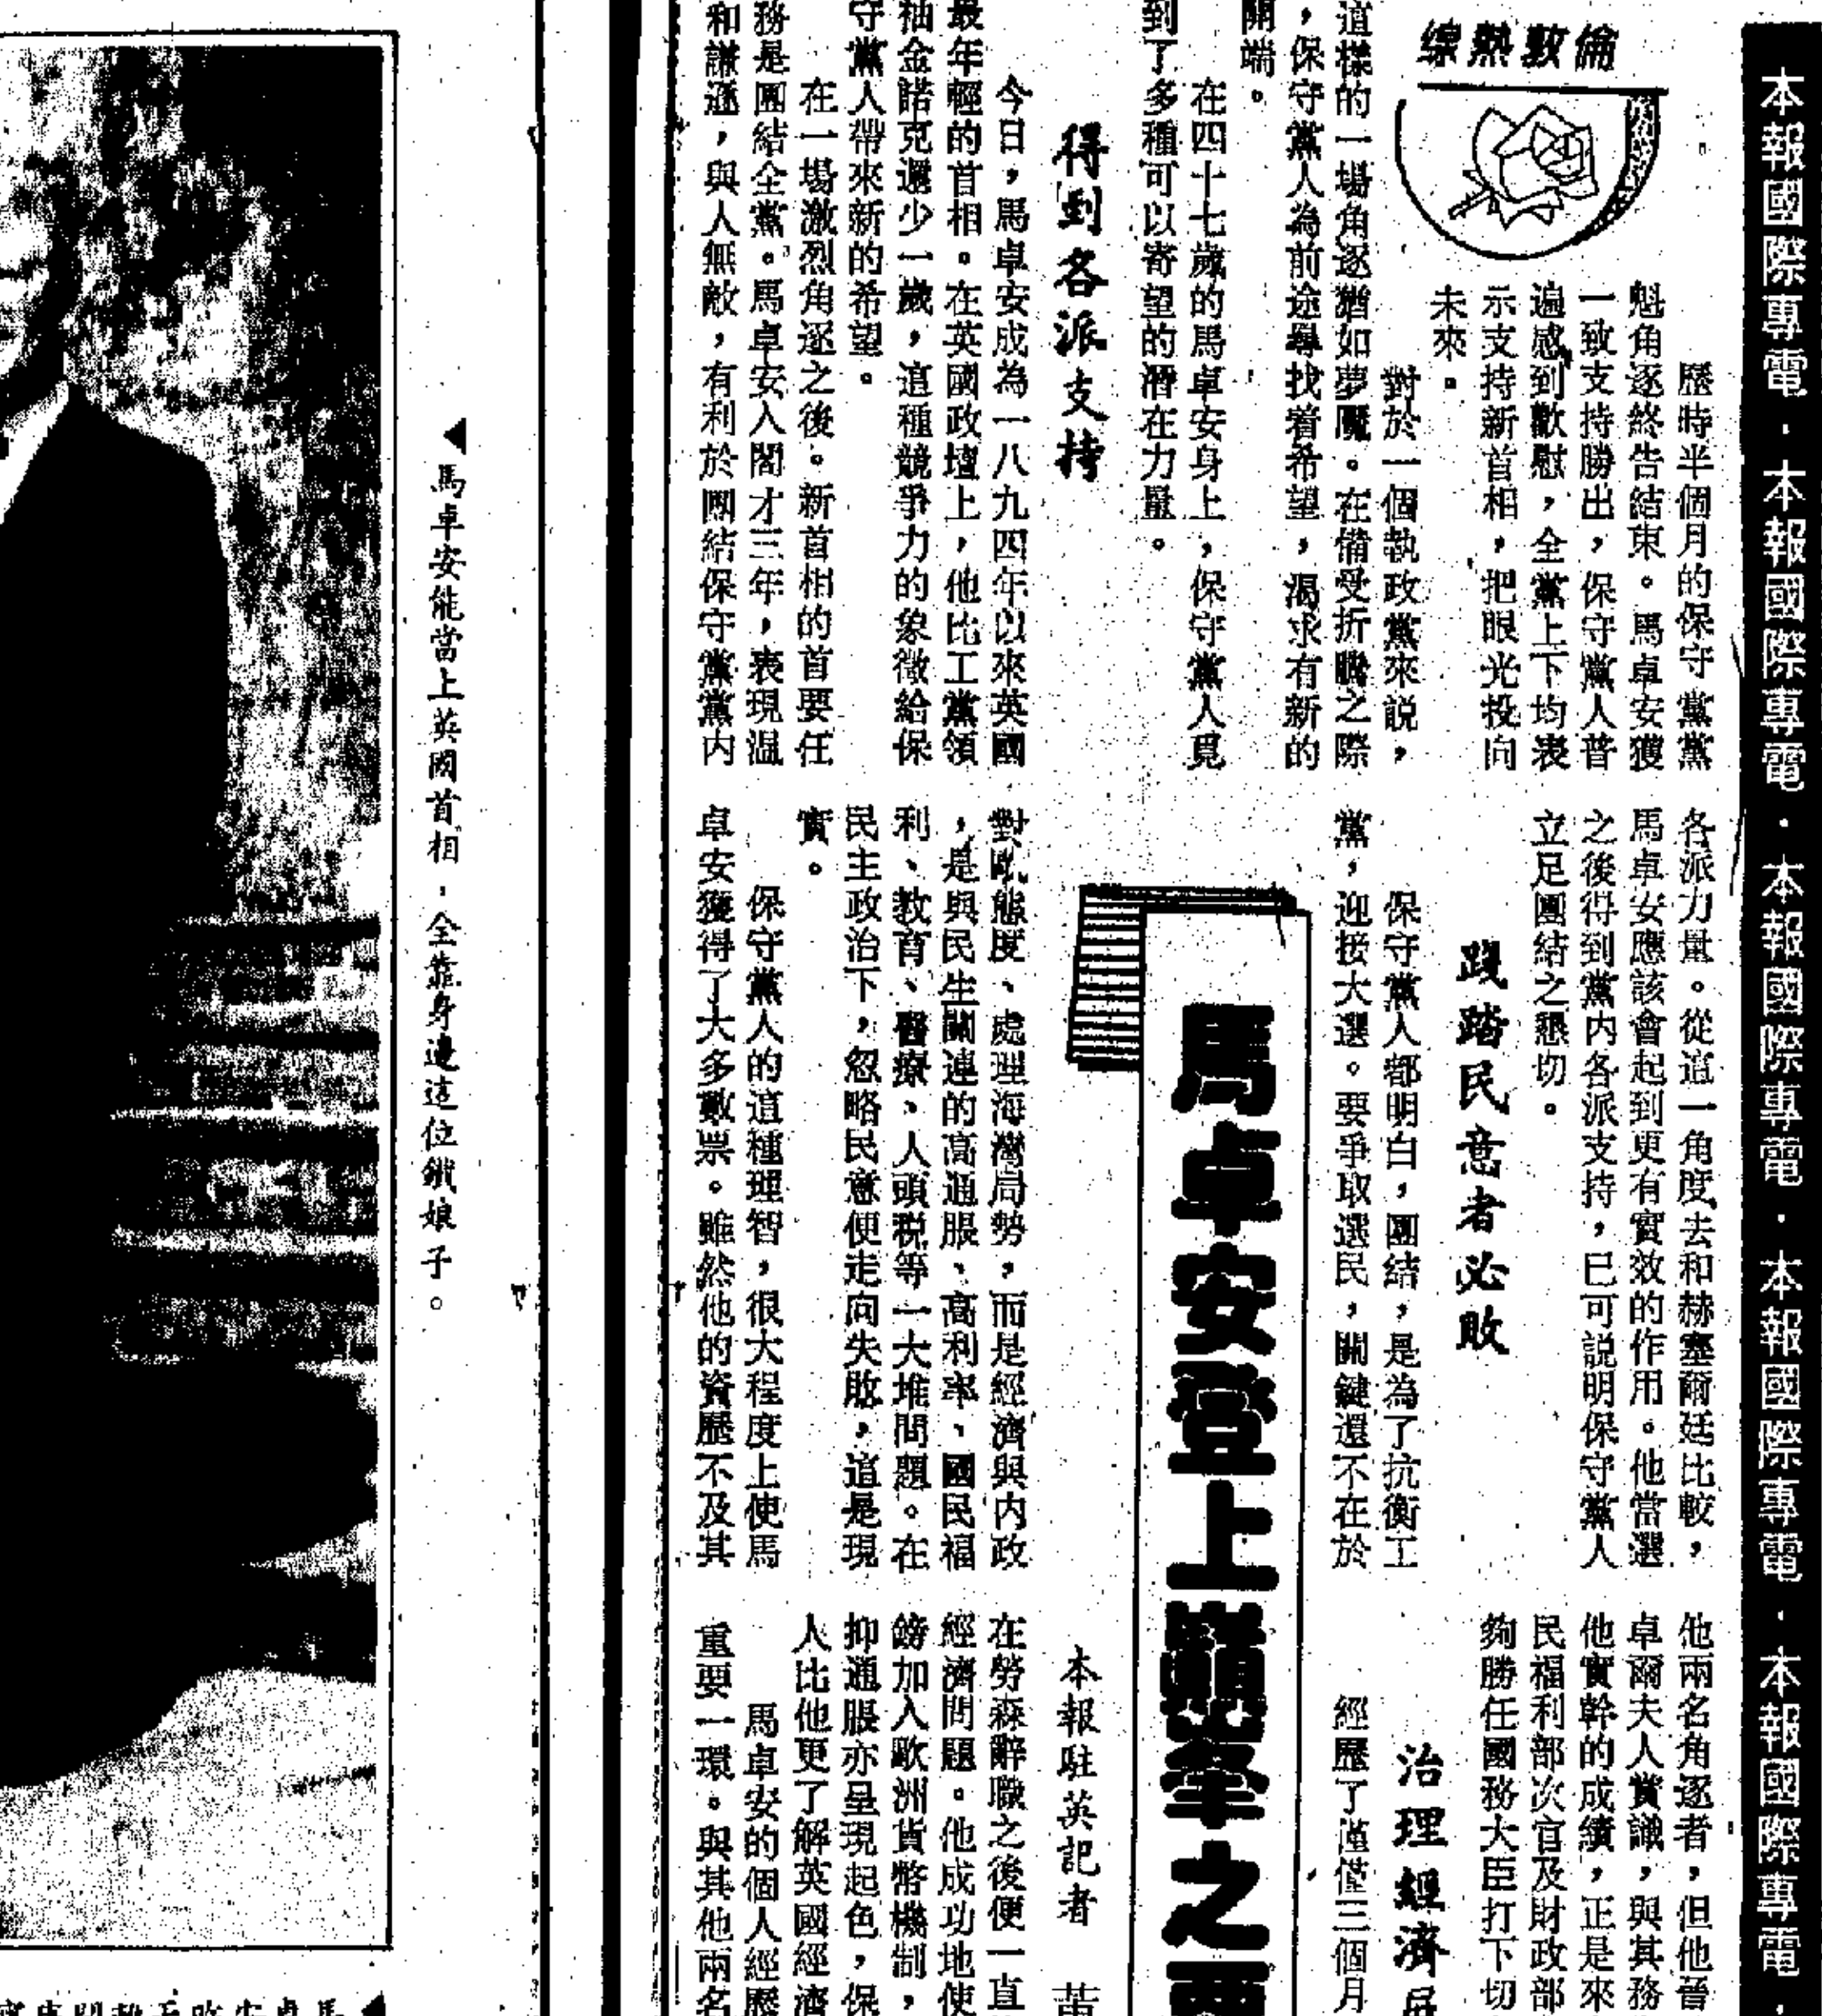 本報國際專電·本報國際專電·本報國際專電·本報國際專電·本報國際專電·
倫敦熱線
歷時半個月的保守黨黨
魁角逐終告結束。馬卓安獲
一致支持勝出，保守黨人普
遍感到歡慰，全黨上下均表
示支持新首相，把眼光投向
未來。
對於一個執政黨來說，
這樣的一場角逐猶如夢魘。在備受折騰之際
，保守黨人為前途尋找着希望，渴求有新的
開端。
在四十七歲的馬卓安身上，保守黨人覓
到了多種可以寄望的潛在力量。
得到各派支持
今日，馬卓安成為一八九四年以來英國
最年輕的首相。在英國政壇上，他比工黨領
袖金諾克還少一歲，這種競爭力的象徵給保
守黨人帶來新的希望。
在一場激烈角逐之後。新首相的首要任
務是團結全黨。馬卓安入閣才三年，表現温
和謙遜，與人無敵，有利於團結保守黨黨内
各派力量。從這一角度去和赫塞爾廷比較，
馬卓安應該會起到更有實效的作用。他當選
之後得到黨内各派支持，已可説明保守黨人
立足團結之懇切。
踐踏民意者必敗
保守黨人都明白，團結，是為了抗衡工
黨，迎接大選。要爭取選民，關鍵還不在於
馬卓安登上巔峯之
對歐態度、處理海灣局勢，而是經濟與内政
，是與民生關連的高通脹、高利率、國民福
利、教育、醫療、人頭税等一大堆問題。在
民主政治下，忽略民意便走向失敗，這是現
實。
保守黨人的這種理智，很大程度上使馬
卓安獲得了大多數票。雖然他的資歷不及其
他兩名角逐者，但他晉
卓爾夫人賞識，與其務
他實幹的成績，正是來
民福利部次官及財政部
夠勝任國務大臣打下切
治理經濟
經歷了僅僅三個月
本報駐英記者 黃
在勞森辭職之後便一直
經濟問題。他成功地使
鎊加入歐洲貨幣機制，
抑通脹亦呈現起色，保
人比他更了解英國經濟
馬卓安的個人經歷
重要一環。與其他兩名
◀馬卓安能當上英國首相，全靠身邊這位鐵娘子。